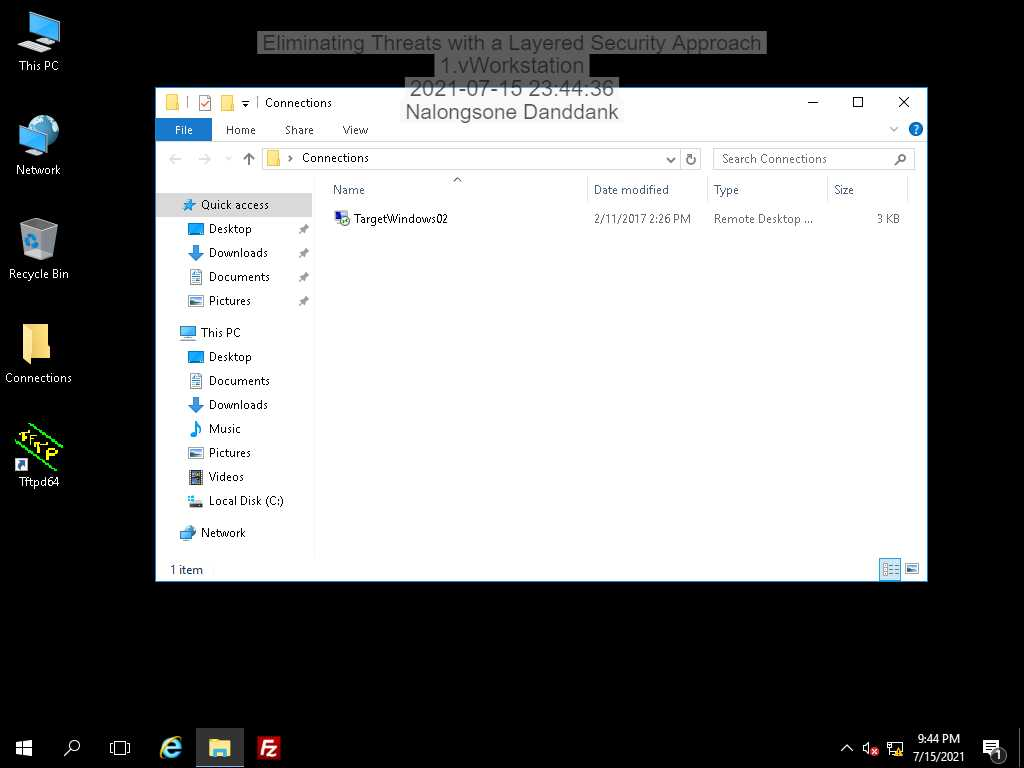 Eliminating Threats with a Layered Security Approach
1.vWorkstation
2021-07-15 23:44:36
Nalongsone Danddank
This PC
Network
Recycle Bin
Connections
TFTP
Tftpd64
Connections
File Home Share View
Connections
Search Connections
Name Date modified Type Size
TargetWindows02 2/11/2017 2:26 PM Remote Desktop ... 3 KB
Quick access
Desktop
Downloads
Documents
Pictures
This PC
Desktop
Documents
Downloads
Music
Pictures
Videos
Local Disk (C:)
Network
1 item
FZ
9:44 PM
7/15/2021
1